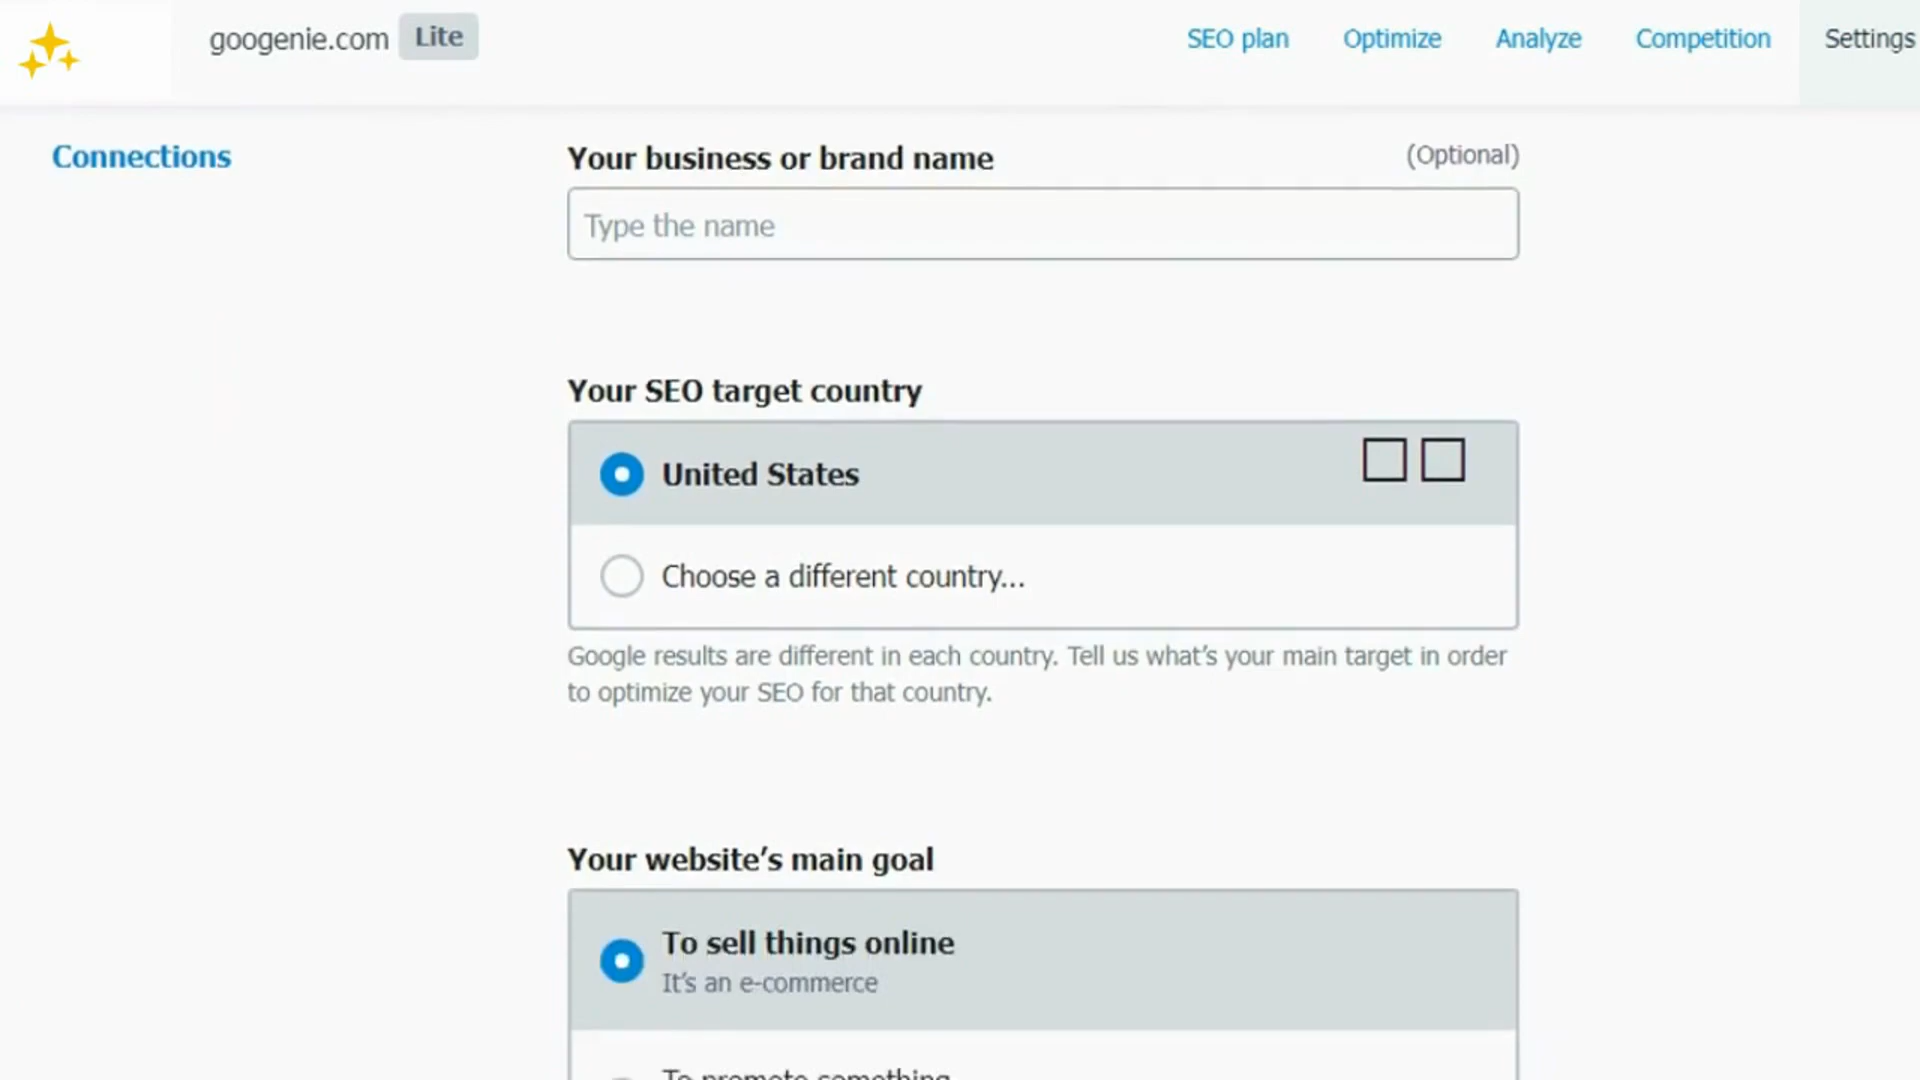 googenie.com Lite
SEO plan Optimize Analyze Competition Settings
Connections
Your business or brand name (Optional)
Type the name
Your SEO target country
United States
Choose a different country...
Google results are different in each country. Tell us what’s your main target in order
to optimize your SEO for that country.
Your website’s main goal
To sell things online
It’s an e-commerce
To promote something